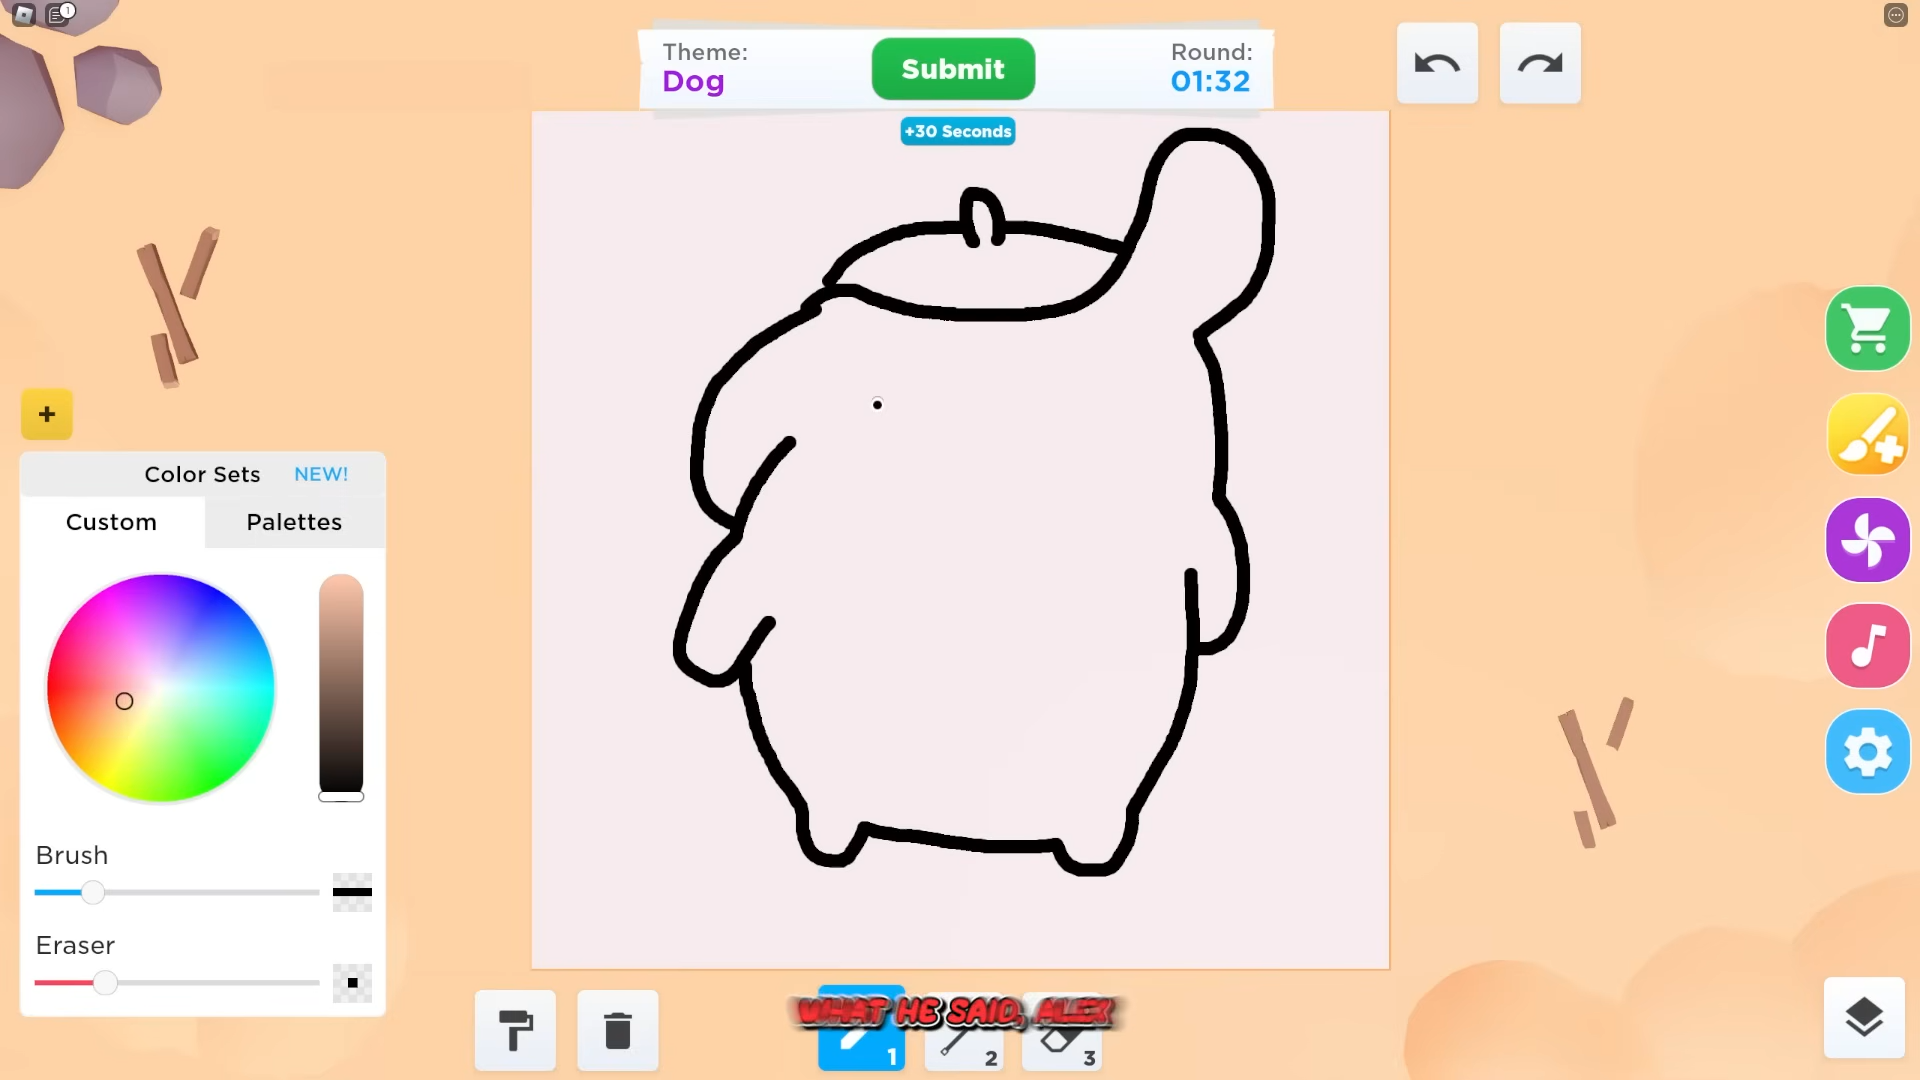 1
Theme:
Dog
Submit
Round:
01:32
+30 Seconds
+
Color Sets NEW!
Custom Palettes
Brush
Eraser
WHAT HE SAID, ALEX
1
2
3